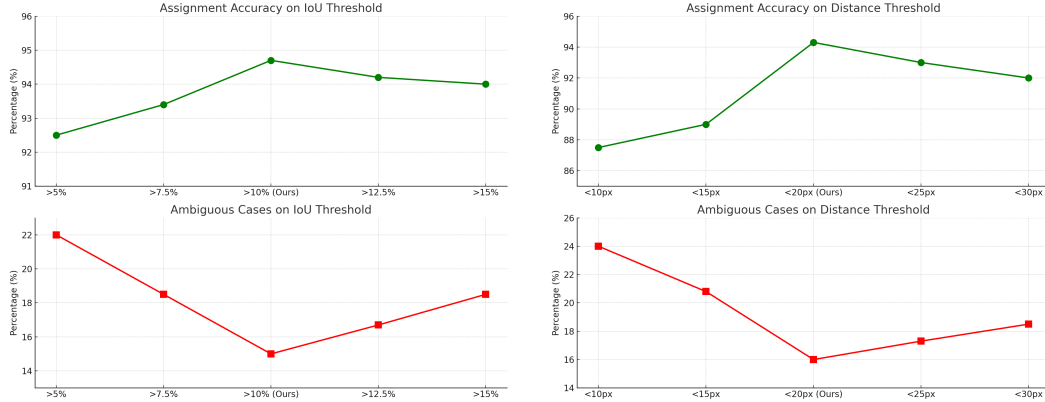 Assignment Accuracy on IoU Threshold
Percentage (%)
96
95
94
93
92
91
>5%
>7.5%
>10% (Ours)
>12.5%
>15%
Assignment Accuracy on Distance Threshold
Percentage (%)
96
94
92
90
88
86
<10px
<15px
<20px (Ours)
<25px
<30px
Ambiguous Cases on IoU Threshold
Percentage (%)
22
20
18
16
14
>5%
>7.5%
>10% (Ours)
>12.5%
>15%
Ambiguous Cases on Distance Threshold
Percentage (%)
26
24
22
20
18
16
14
<10px
<15px
<20px (Ours)
<25px
<30px